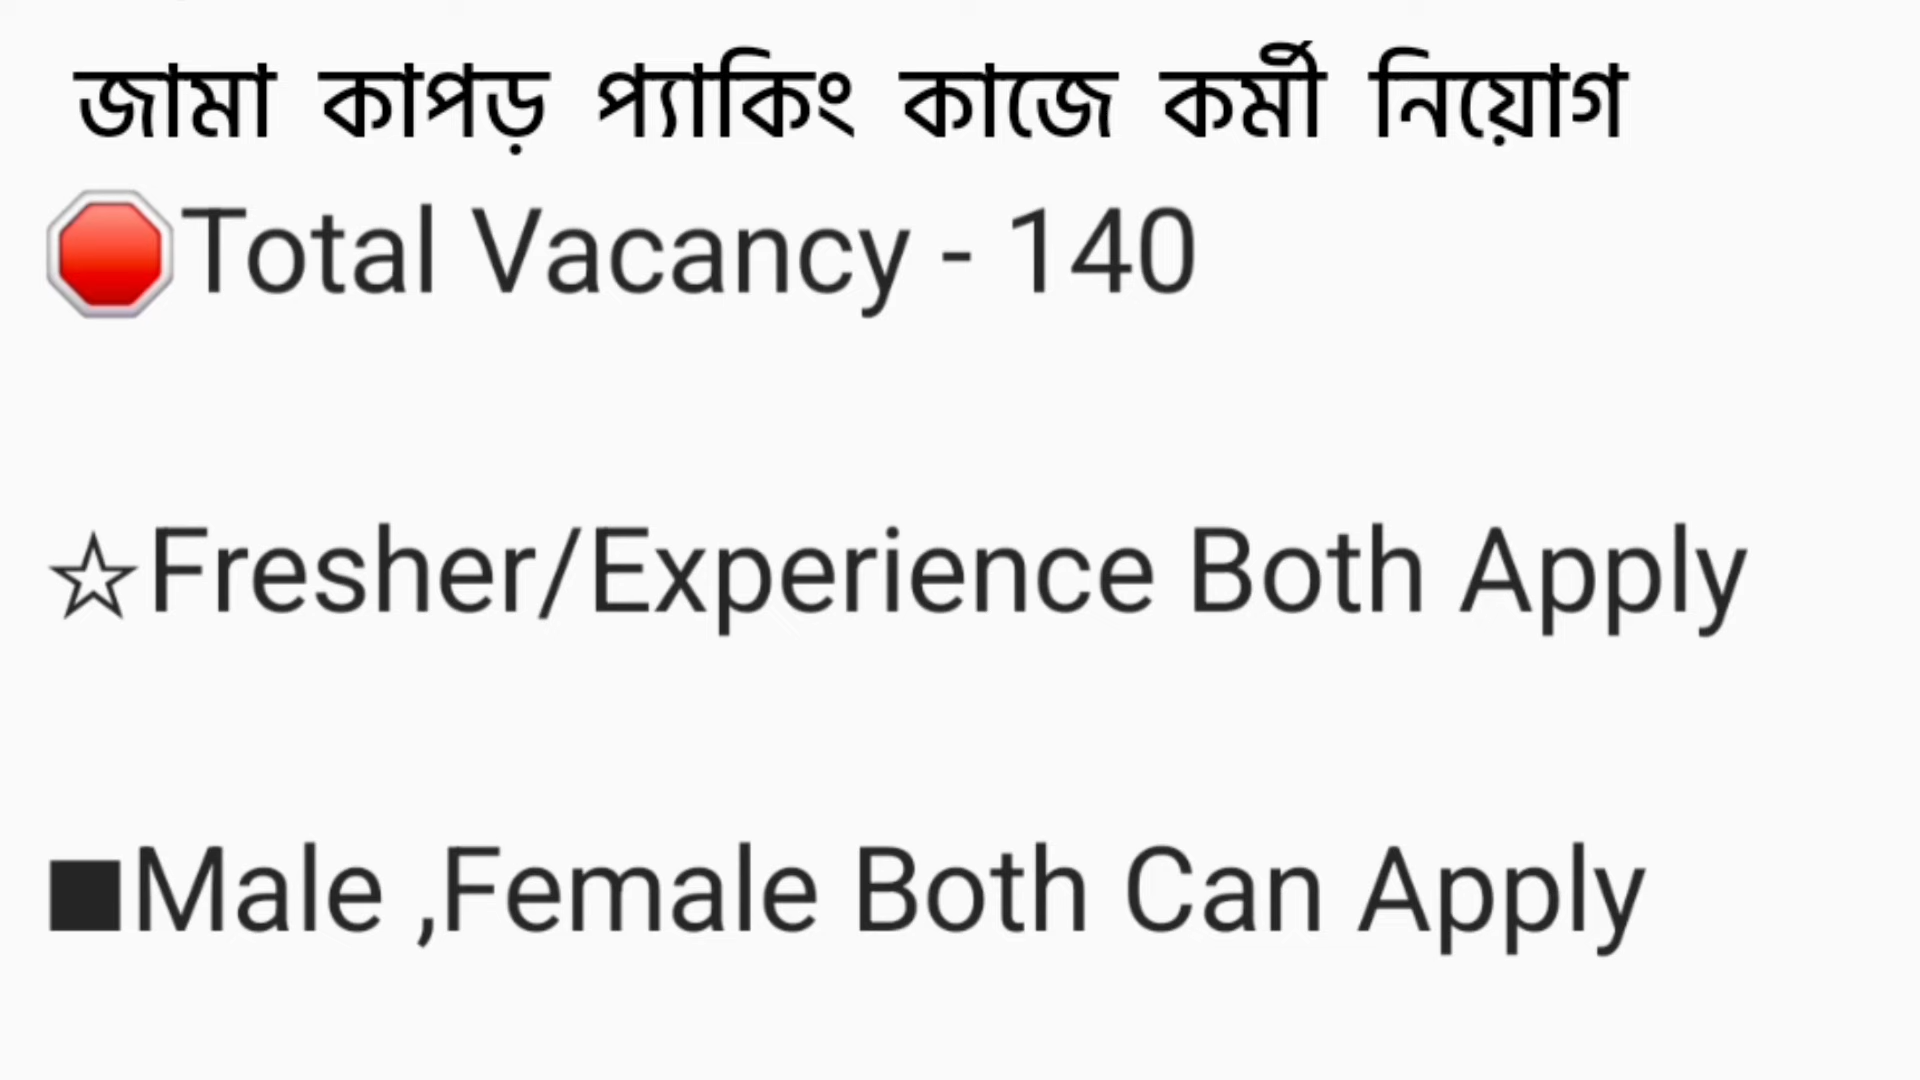 জামা কাপড় প্যাকিং কাজে কর্মী নিয়োগ
🛑Total Vacancy - 140
☆Fresher/Experience Both Apply
■Male ,Female Both Can Apply